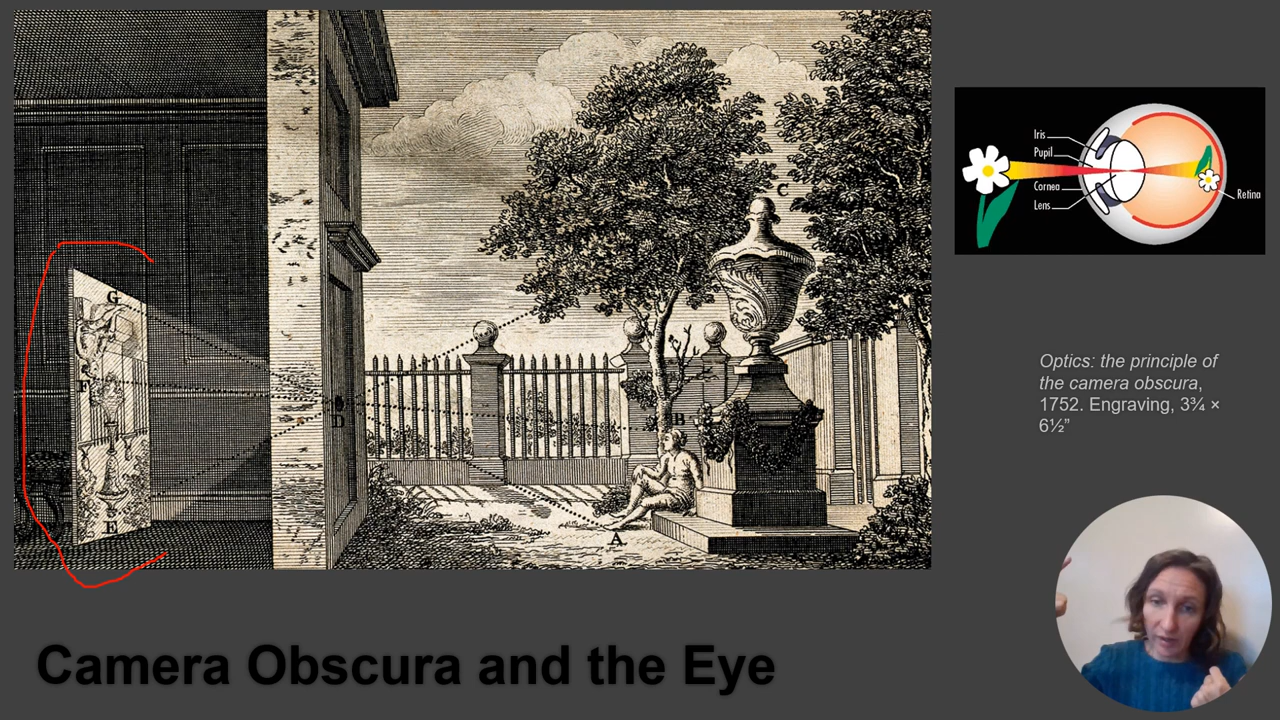 C
G
F
D
B
A
E
Iris
Pupil
Cornea
Lens
Retina
Optics: the principle of
the camera obscura,
1752. Engraving, 3¾ ×
6½”
Camera Obscura and the Eye